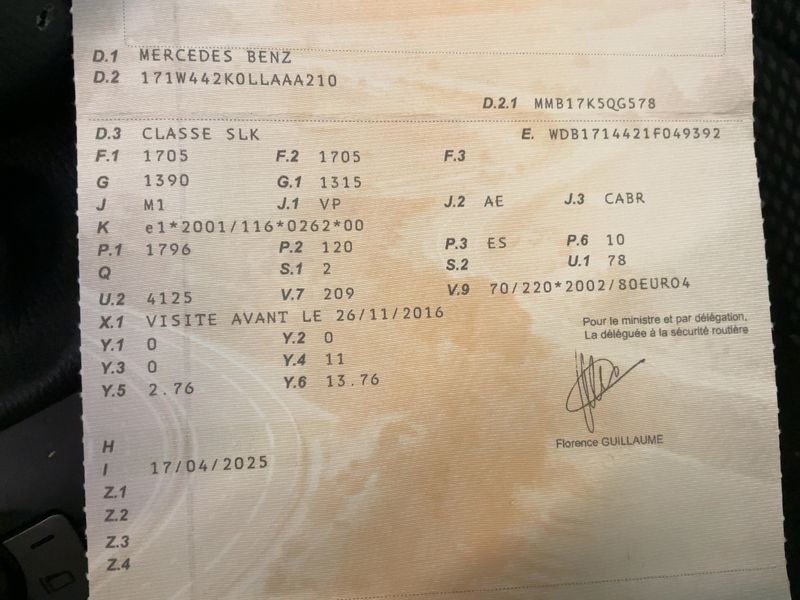 D.1 MERCEDES BENZ
D.2 171W442K0LLAAA210
D.2.1 MMB17K5QG578
D.3 CLASSE SLK E. WDB1714421F049392
F.1 1705 F.2 1705 F.3
G 1390 G.1 1315
J M1 J.1 VP J.2 AE J.3 CABR
K e1*2001/116*0262*00
P.1 1796 P.2 120 P.3 ES P.6 10
Q S.1 2 S.2 U.1 78
U.2 4125 V.7 209 V.9 70/220*2002/80EURO4
X.1 VISITE AVANT LE 26/11/2016
Pour le ministre et par délégation,
La déléguée à la sécurité routière
Y.1 0 Y.2 0
Y.3 0 Y.4 11
Y.5 2.76 Y.6 13.76
Florence GUILLAUME
H
I 17/04/2025
Z.1
Z.2
Z.3
Z.4